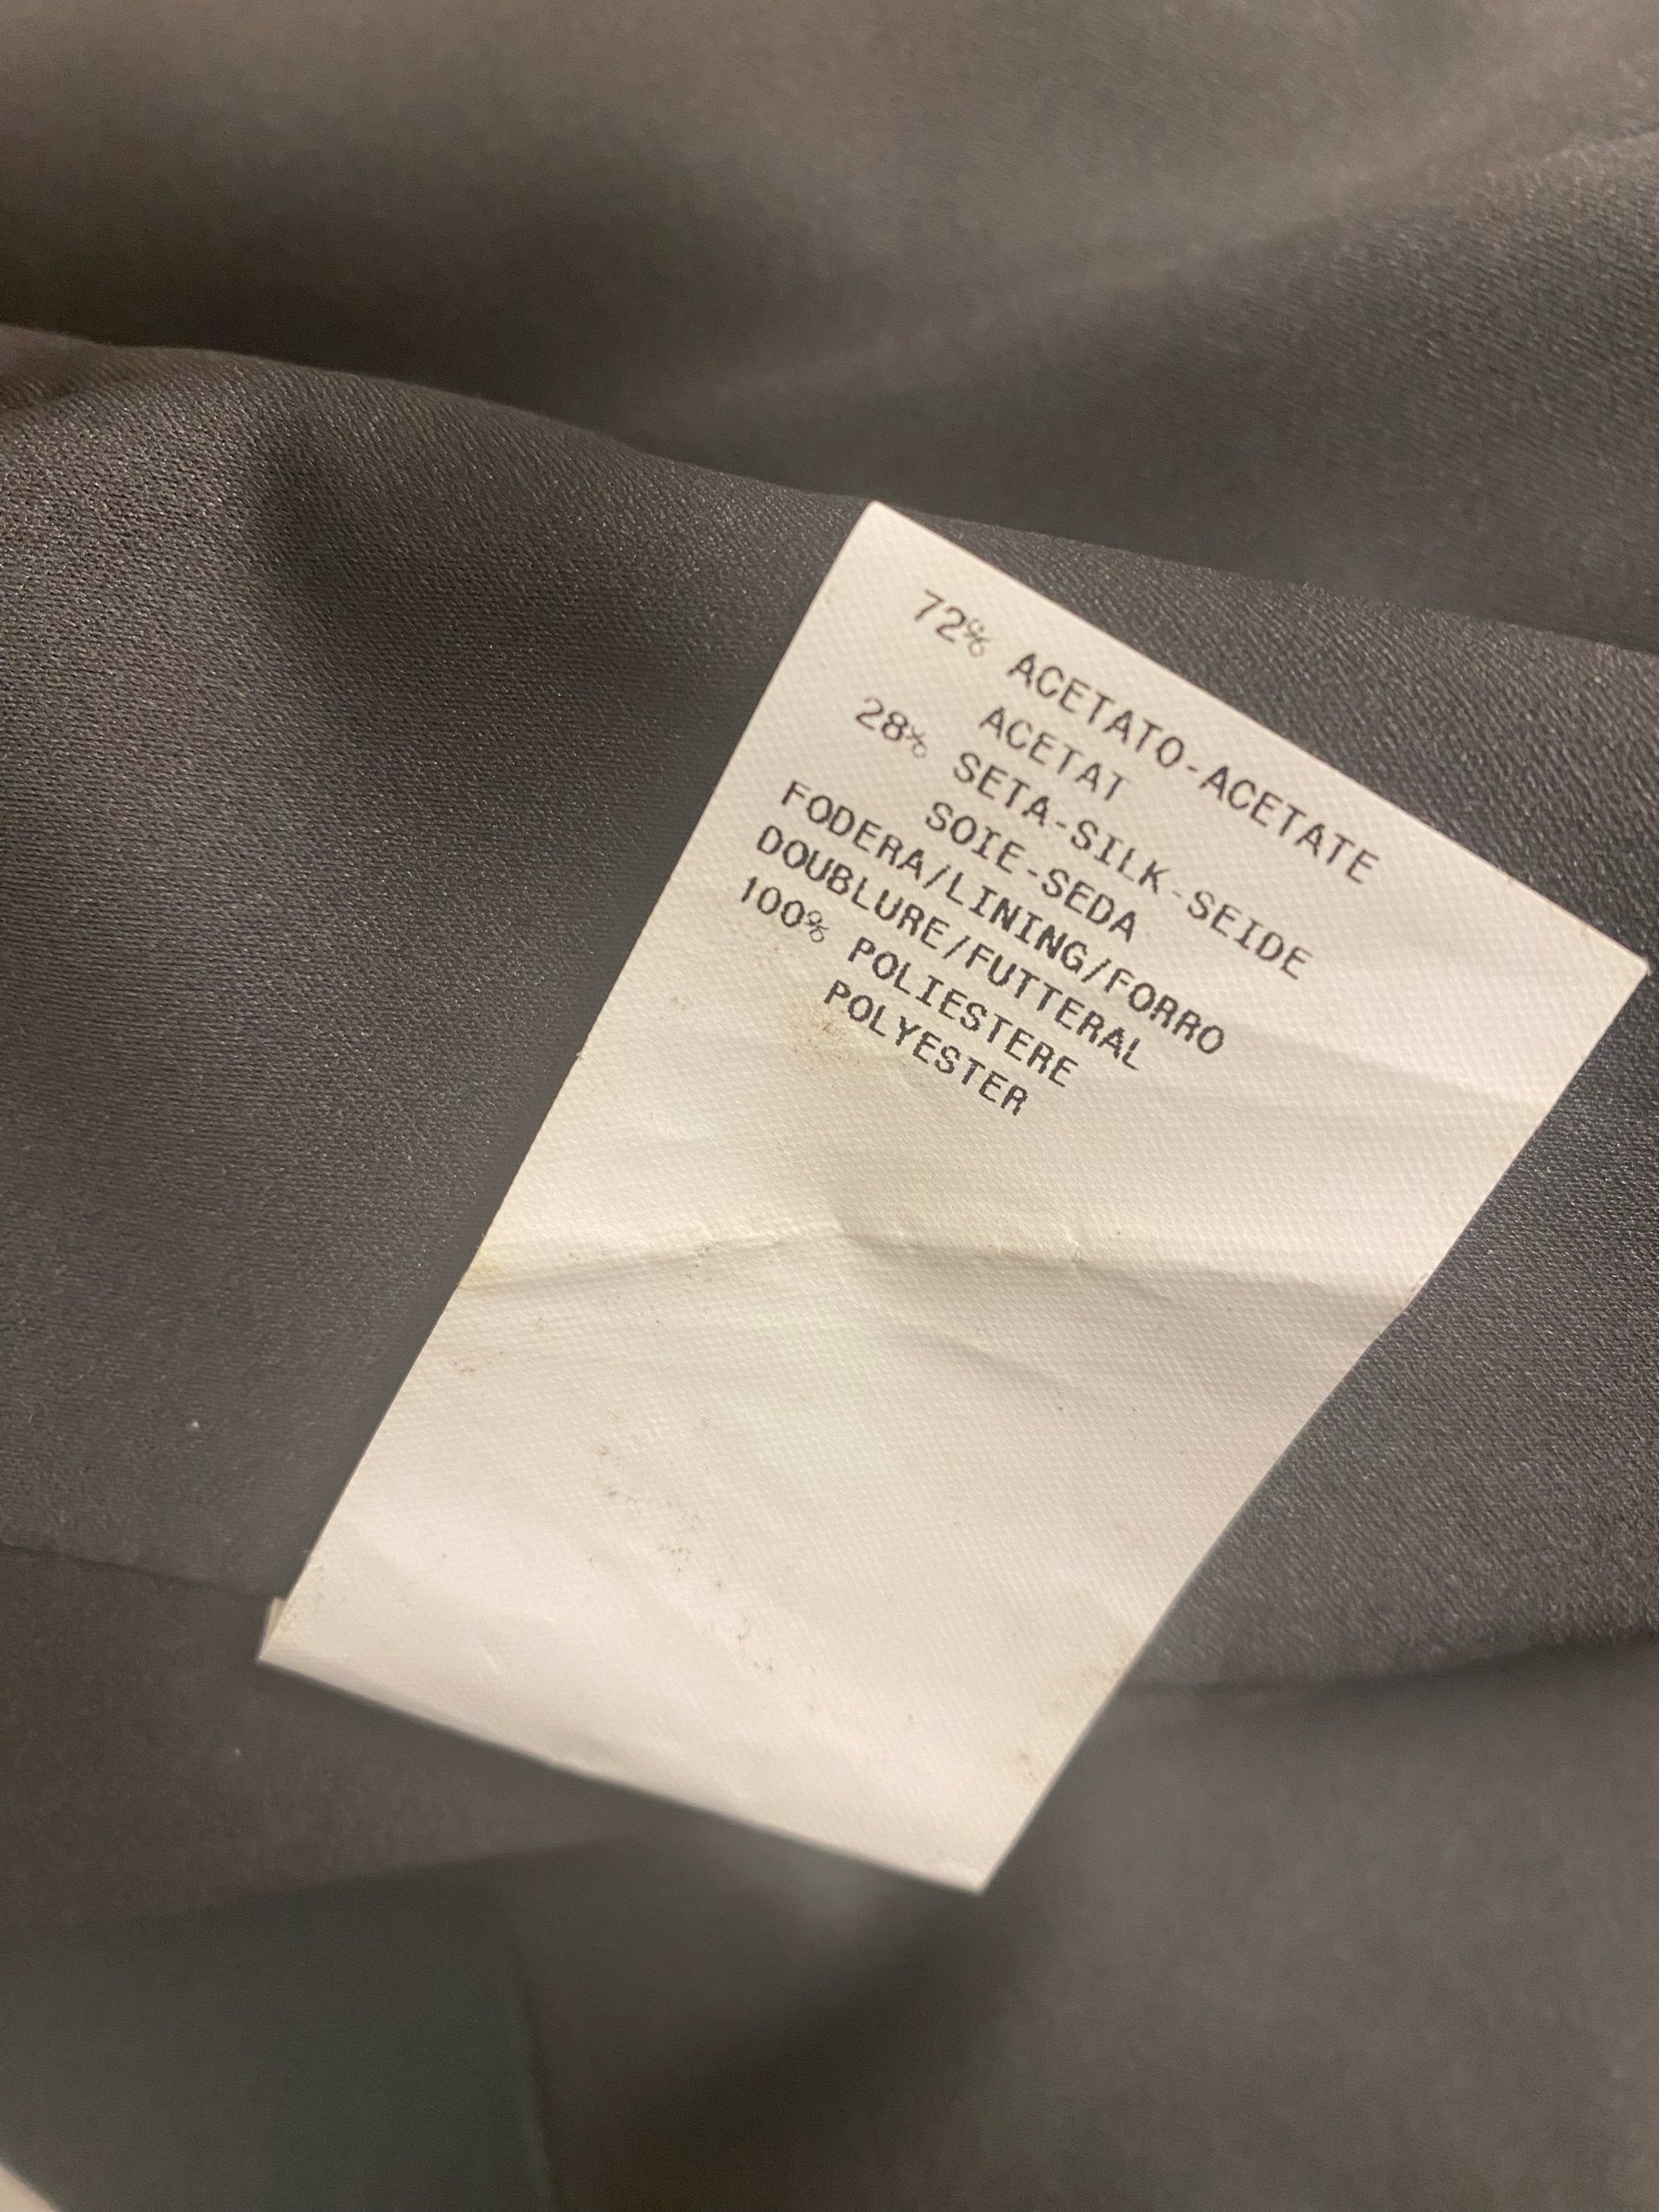 72% ACETATO-ACETATE
ACETAT
28% SETA-SILK-SEIDE
SOIE-SEDA
FODERA/LINING/FORRO
DOUBLURE/FUTTERAL
100% POLIESTERE
POLYESTER